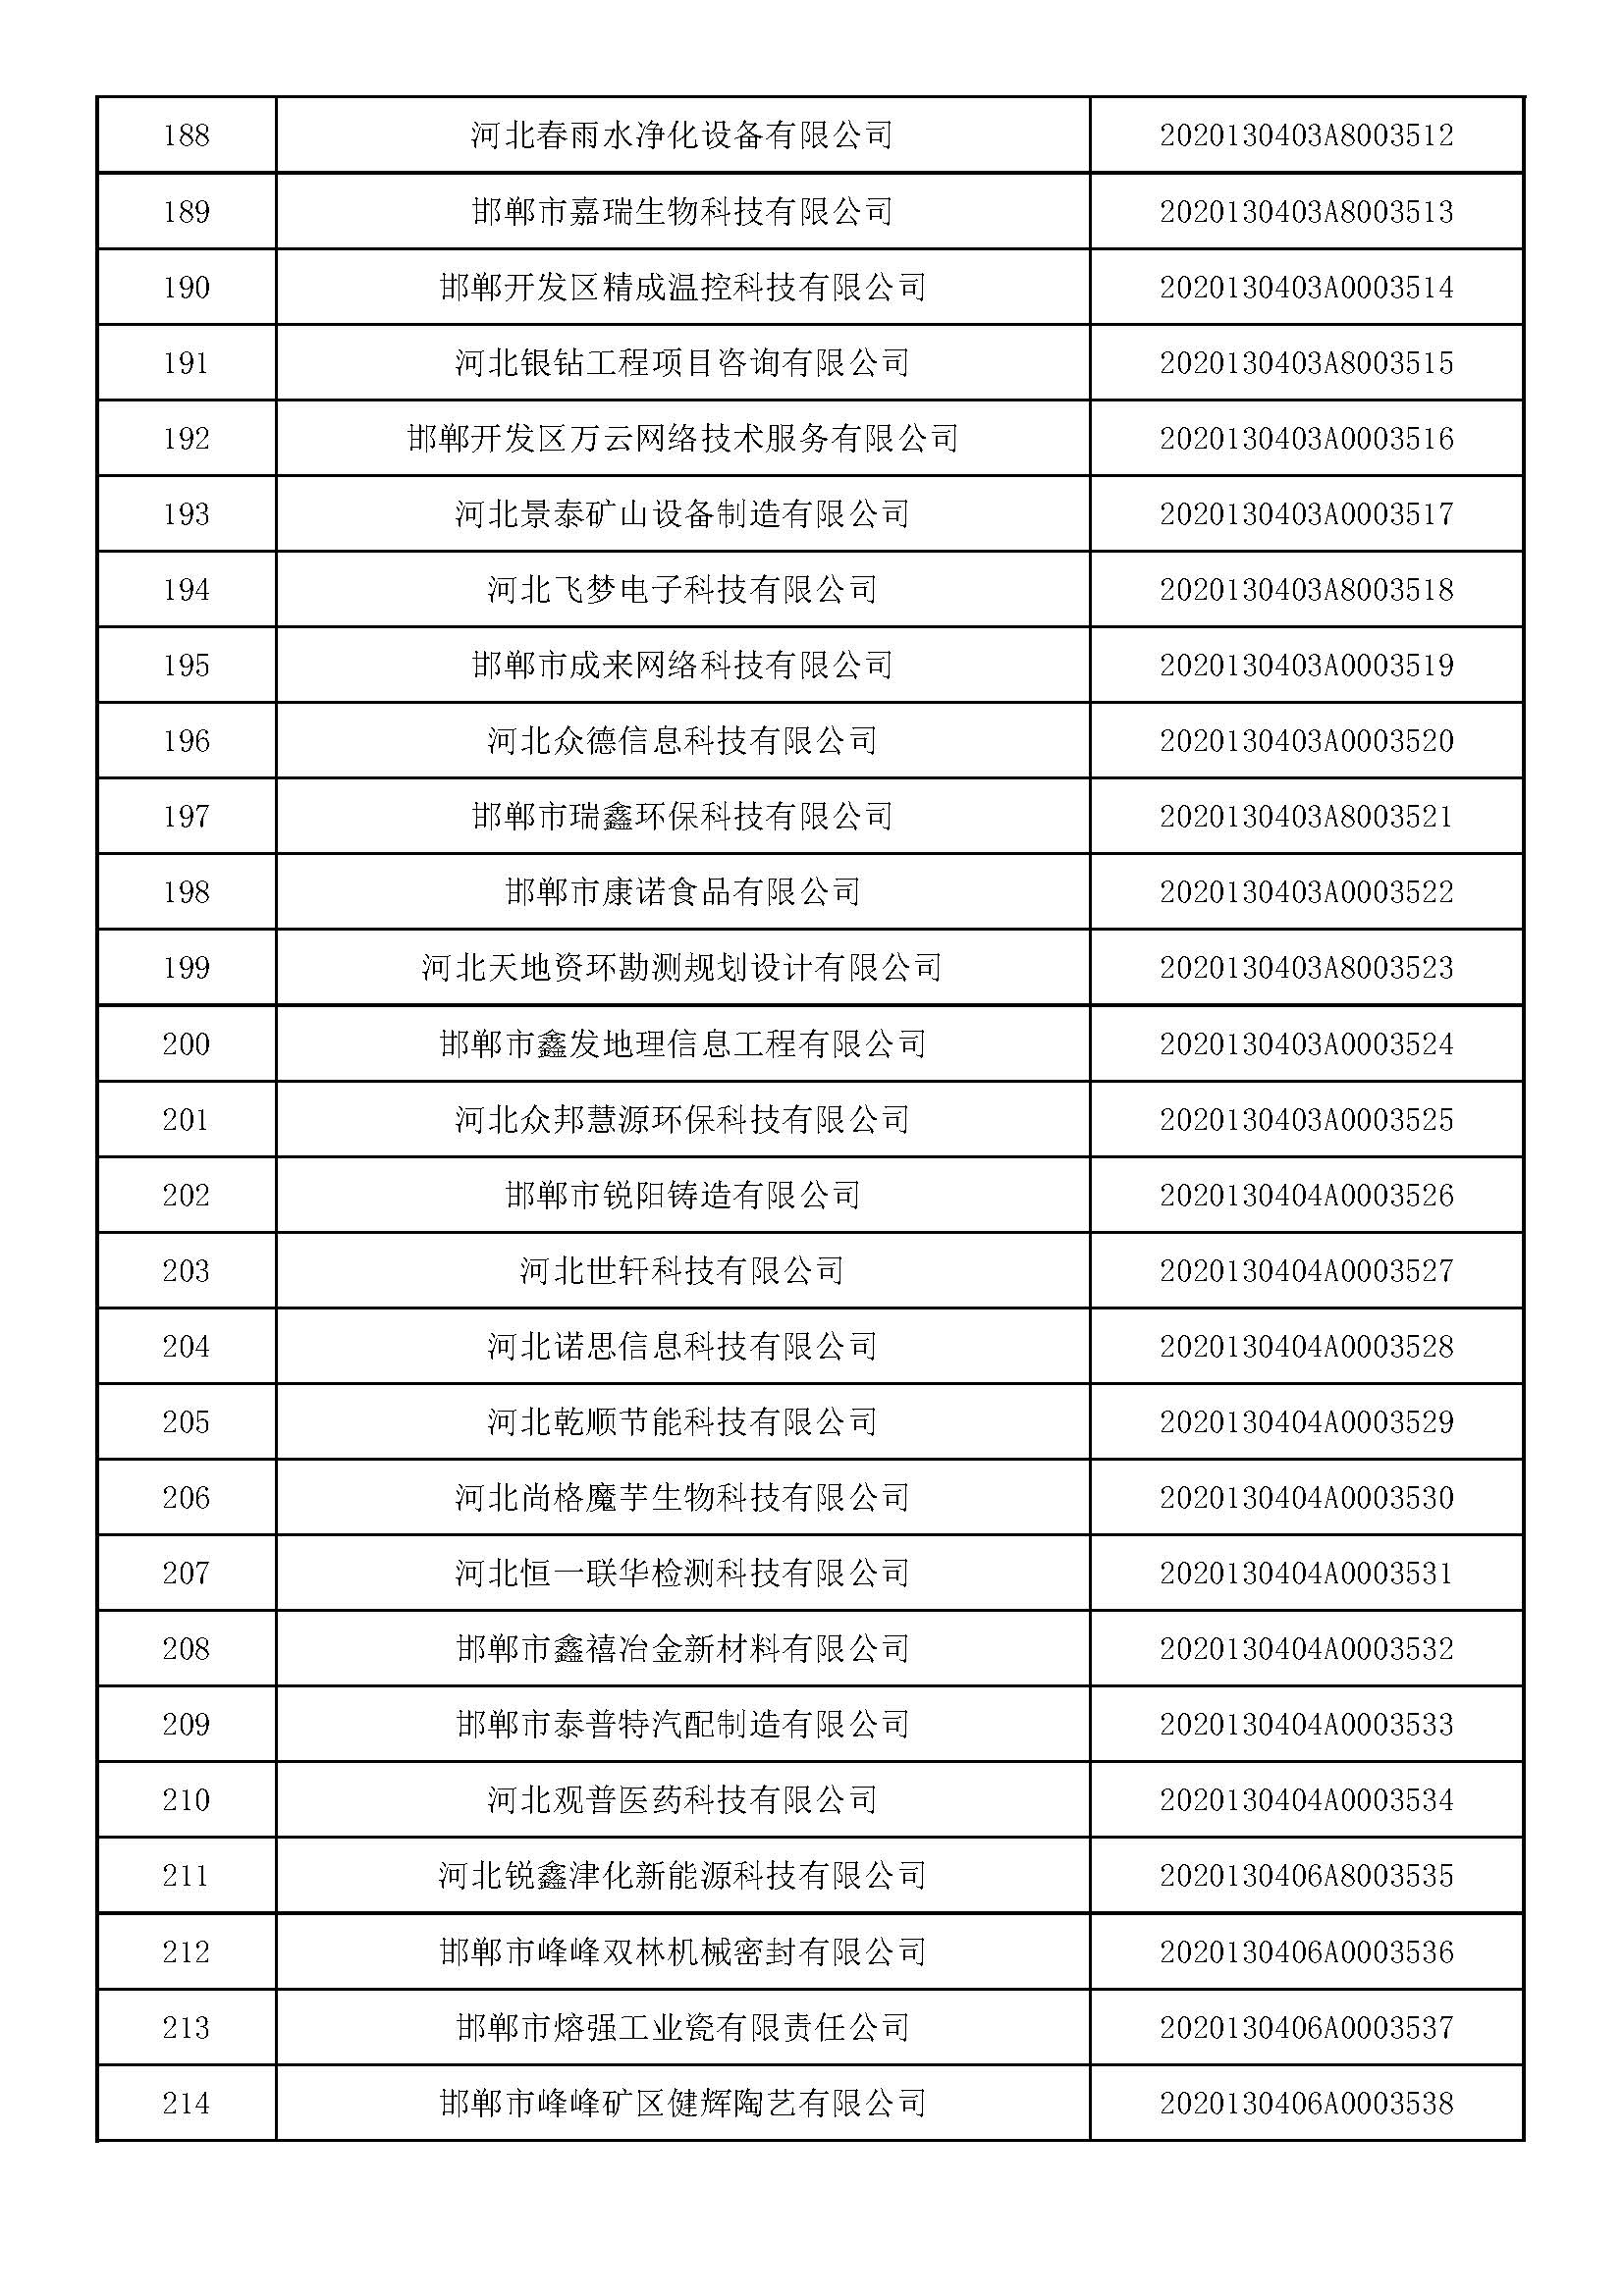 188 河北春雨水净化设备有限公司 2020130403A8003512
189 邯郸市嘉瑞生物科技有限公司 2020130403A8003513
190 邯郸开发区精成温控科技有限公司 2020130403A0003514
191 河北银钻工程项目咨询有限公司 2020130403A8003515
192 邯郸开发区万云网络技术服务有限公司 2020130403A0003516
193 河北景泰矿山设备制造有限公司 2020130403A0003517
194 河北飞梦电子科技有限公司 2020130403A8003518
195 邯郸市成来网络科技有限公司 2020130403A0003519
196 河北众德信息科技有限公司 2020130403A0003520
197 邯郸市瑞鑫环保科技有限公司 2020130403A8003521
198 邯郸市康诺食品有限公司 2020130403A0003522
199 河北天地资环勘测规划设计有限公司 2020130403A8003523
200 邯郸市鑫发地理信息工程有限公司 2020130403A0003524
201 河北众邦慧源环保科技有限公司 2020130403A0003525
202 邯郸市锐阳铸造有限公司 2020130404A0003526
203 河北世轩科技有限公司 2020130404A0003527
204 河北诺思信息科技有限公司 2020130404A0003528
205 河北乾顺节能科技有限公司 2020130404A0003529
206 河北尚格魔芋生物科技有限公司 2020130404A0003530
207 河北恒一联华检测科技有限公司 2020130404A0003531
208 邯郸市鑫禧冶金新材料有限公司 2020130404A0003532
209 邯郸市泰普特汽配制造有限公司 2020130404A0003533
210 河北观普医药科技有限公司 2020130404A0003534
211 河北锐鑫津化新能源科技有限公司 2020130406A8003535
212 邯郸市峰峰双林机械密封有限公司 2020130406A0003536
213 邯郸市熔强工业瓷有限责任公司 2020130406A0003537
214 邯郸市峰峰矿区健辉陶艺有限公司 2020130406A0003538